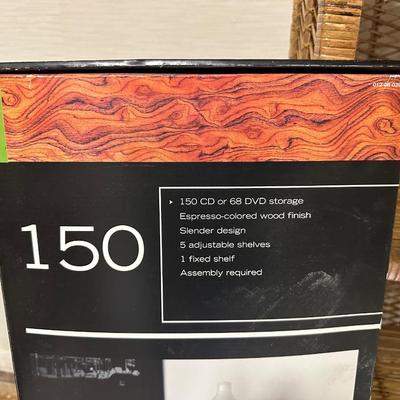 150
▸ 150 CD or 68 DVD storage
Espresso-colored wood finish
Slender design
5 adjustable shelves
1 fixed shelf
Assembly required